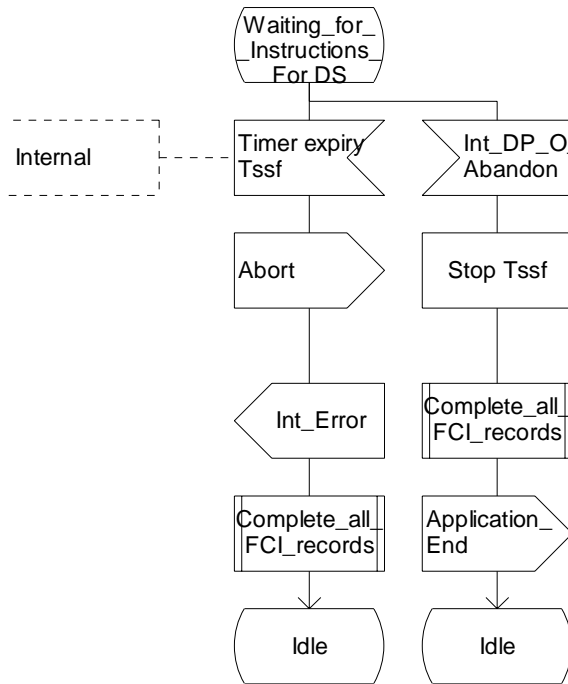 Waiting_for_
_Instructions_
For DS
Internal
Timer expiry
Tssf
Int_DP_O_
Abandon
Abort
Stop Tssf
Int_Error
Complete_all_
FCI_records
Complete_all_
FCI_records
Application_
End
Idle
Idle